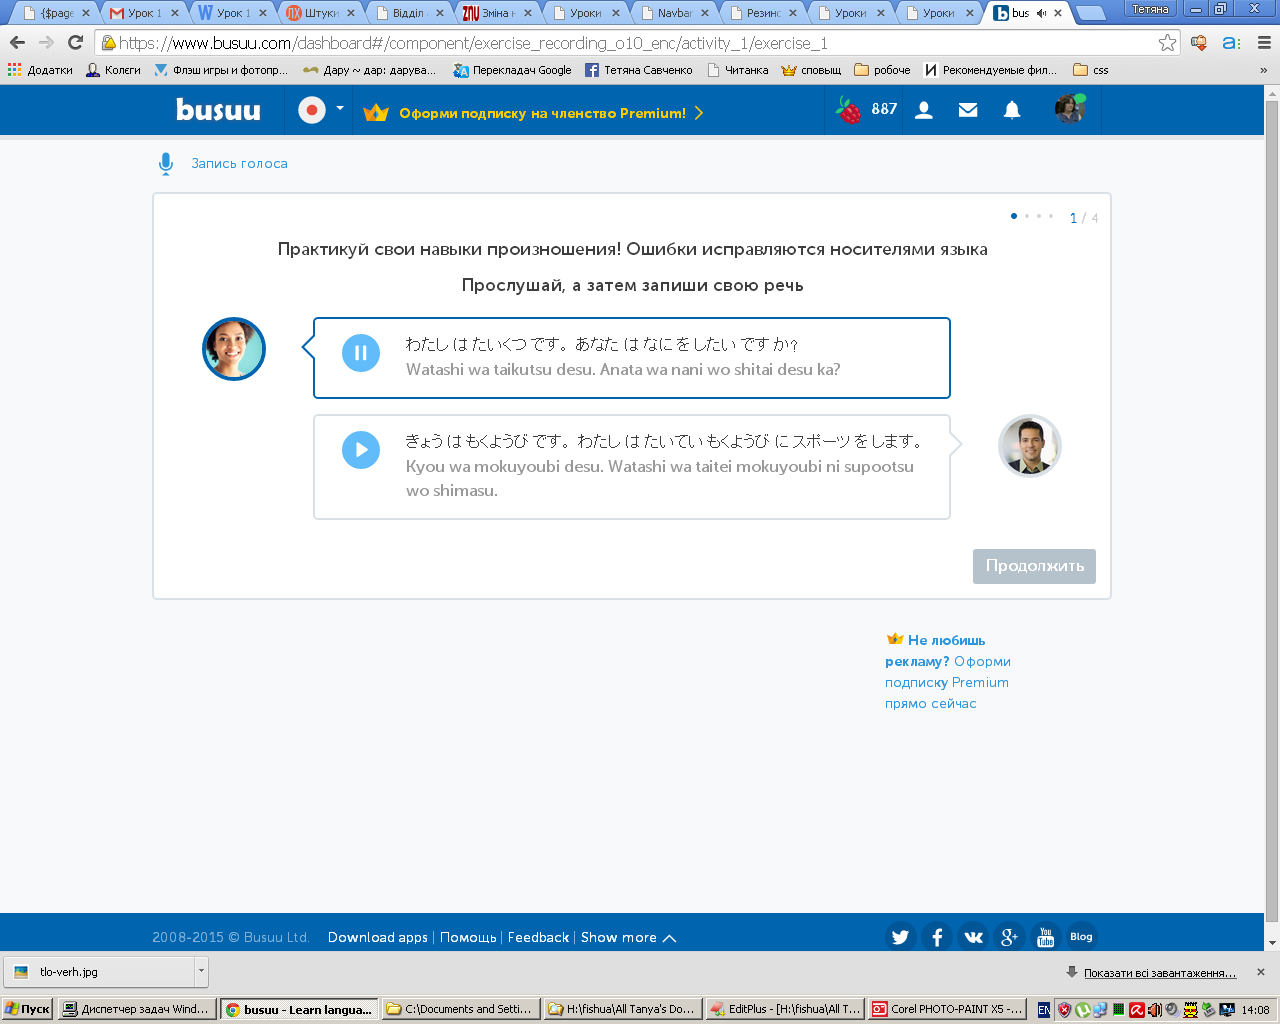 {$page
Урок 1
Урок 1
Штуки
Відділ
Зміна н
Уроки
Navbar
Резинс
Уроки
Уроки
bus
Тетяна
https://www.busuu.com/dashboard#/component/exercise_recording_o10_enc/activity_1/exercise_1
Додатки
Колєги
Флэш игры и фотопр...
Дару ~ дар: дарува...
Перекладач Google
Тетяна Савченко
Читанка
сповыщ
робоче
Рекомендуемые фил...
css
»
busuu
Оформи подписку на членство Premium!
887
Запись голоса
1 / 4
Практикуй свои навыки произношения! Ошибки исправляются носителями языка
Прослушай, а затем запиши свою речь
わたし は たいくつ です。 あなた は なに を したい です か?
Watashi wa taikutsu desu. Anata wa nani wo shitai desu ka?
きょう は もくようび です。 わたし は たいてい もくようび に スポーツ を します。
Kyou wa mokuyoubi desu. Watashi wa taitei mokuyoubi ni supootsu
wo shimasu.
Продолжить
Не любишь
рекламу? Оформи
подписку Premium
прямо сейчас
2008-2015 © Busuu Ltd.
Download apps | Помощь | Feedback | Show more
You Tube
Blog
tlo-verh.jpg
Показати всі завантаження...
Пуск
Диспетчер задач Wind...
busuu - Learn langua...
C:\Documents and Setti...
H:\fishua\All Tanya's Do...
EditPlus - [H:\fishua\All T...
Corel PHOTO-PAINT X5 -...
EN
14:08